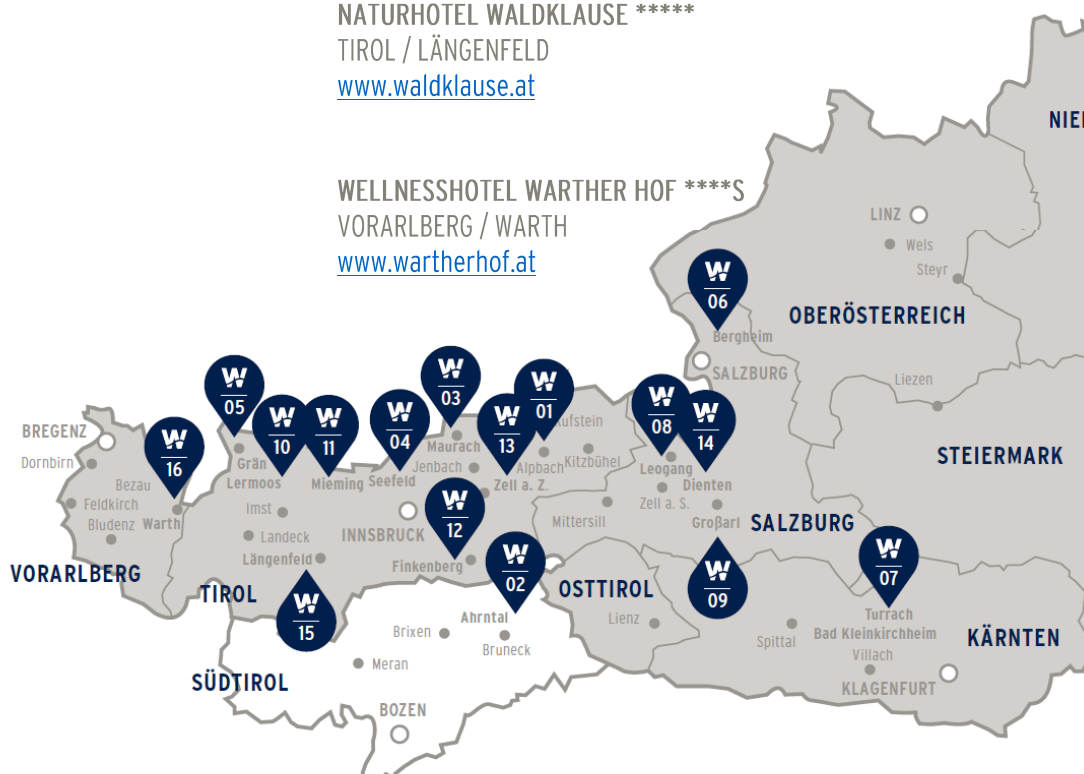 NATURHOTEL WALDKLAUSE *****
TIROL / LÄNGENFELD
www.waldklause.at
WELLNESSHOTEL WARTHER HOF ****S
VORARLBERG / WARTH
www.wartherhof.at
NIE
LINZ
Wels
Steyr
W
06
OBERÖSTERREICH
Bergheim
SALZBURG
Liezen
STEIERMARK
W
05
W
10
W
11
W
04
W
03
W
13
W
01
W
08
W
14
BREGENZ
Dornbirn
W
16
Bezau
Feldkirch
Bludenz
Warth
VORARLBERG
Grän
Lermoos
Mieming
Seefeld
Maurach
Jenbach
Alpbach
Kitzbühel
Kufstein
Zell a. Z.
Leogang
Dienten
Zell a. S.
Großarl
Mittersill
SALZBURG
Imst
Landeck
Längenfeld
INNSBRUCK
W
12
Finkenberg
TIROL
W
15
W
02
OSTTIROL
Lienz
W
09
W
07
Turrach
Bad Kleinkirchheim
Spittal
Villach
KLAGENFURT
KÄRNTEN
Ahrntal
Brixen
Bruneck
Meran
SÜDTIROL
BOZEN